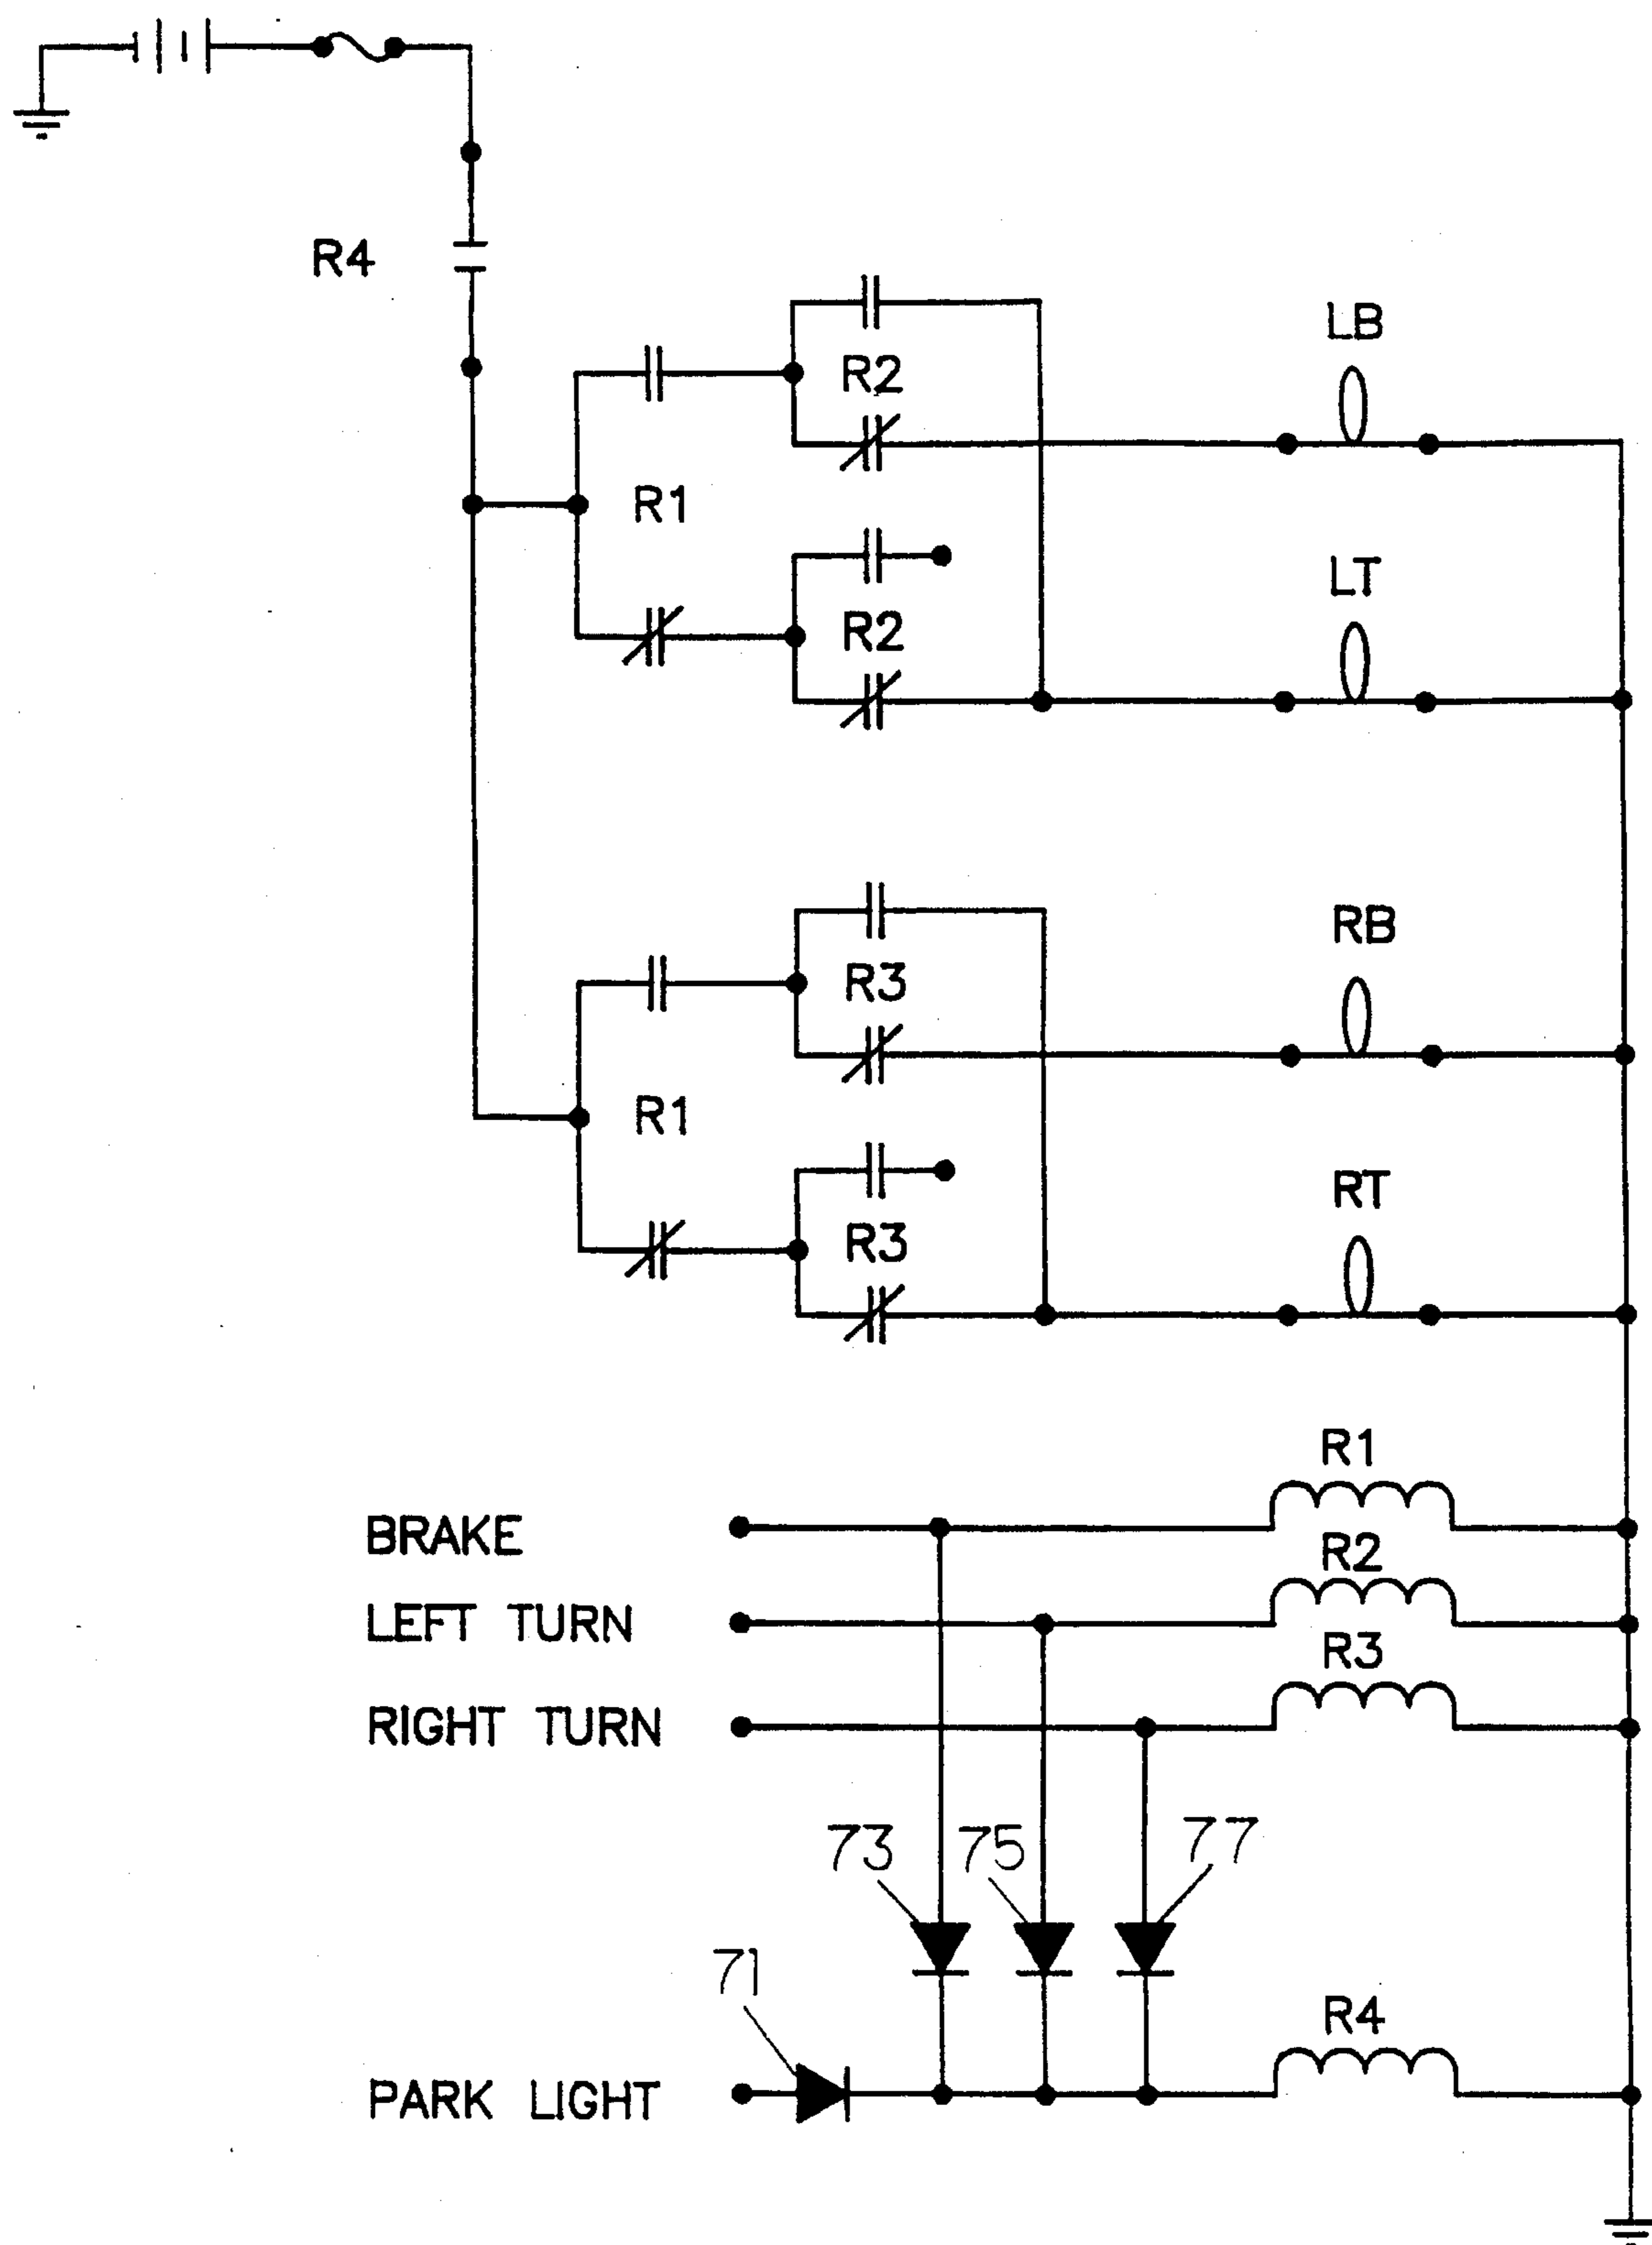 R4
LB
R2
R1
LT
R2
RB
R3
R1
RT
R3
R1
BRAKE
R2
LEFT TURN
R3
RIGHT TURN
73
75
77
71
R4
PARK LIGHT